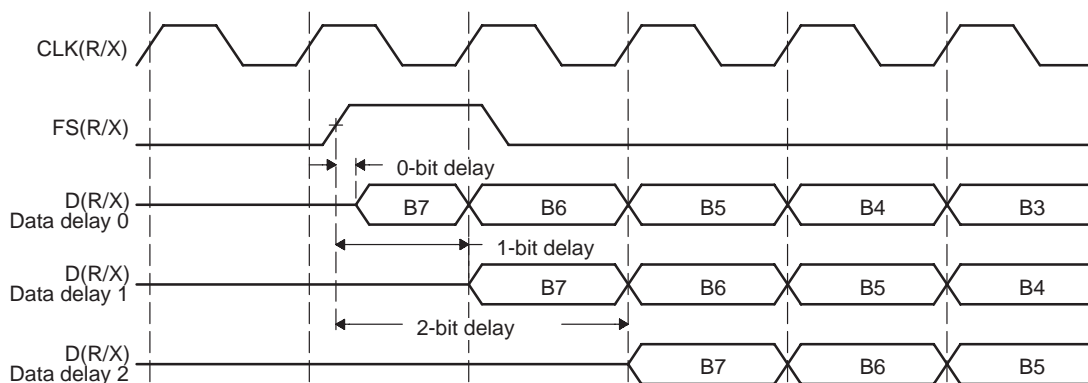 CLK(R/X)
FS(R/X)
0-bit delay
D(R/X)
Data delay 0
B7 B6 B5 B4 B3
1-bit delay
D(R/X)
Data delay 1
B7 B6 B5 B4
2-bit delay
D(R/X)
Data delay 2
B7 B6 B5